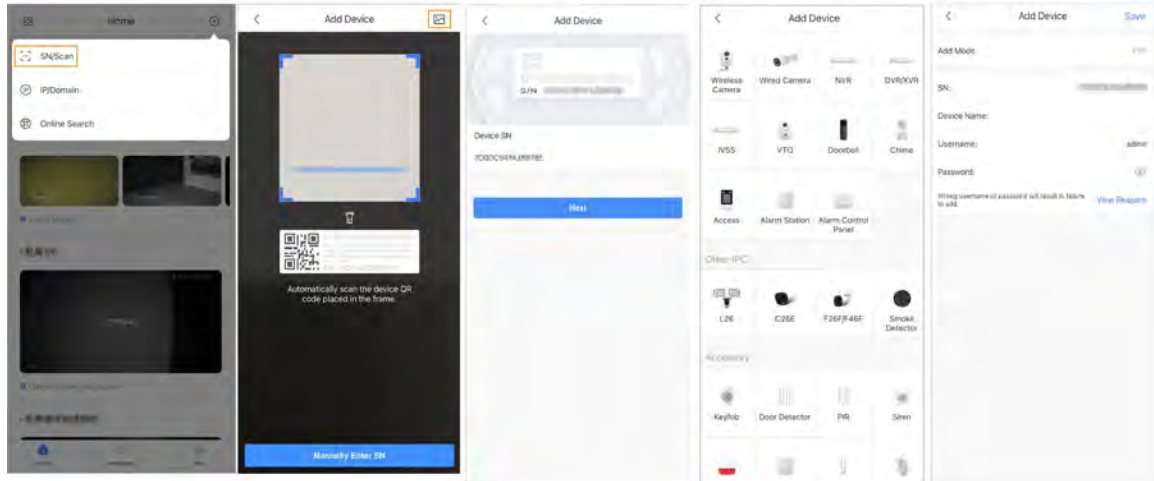 Home
SN/Scan
IP/Domain
Online Search
Add Device
Automatically scan the device QR
code placed in the frame.
Manually Enter SN
Add Device
S/N
Device SN
Next
Add Device
Wireless
Camera
Wired Camera
NVR
DVR/XVR
IVSS
VTO
Doorbell
Chime
Access
Alarm Station
Alarm Control
Panel
Other IPC
L26
C26E
F26F/F46F
Smoke
Detector
Accessory
Keyfob
Door Detector
PIR
Siren
Add Device
Save
Add Mode:
SN:
Device Name:
Username:
admin
Password:
Wrong username or password will result in failure
to add.
View Reasons